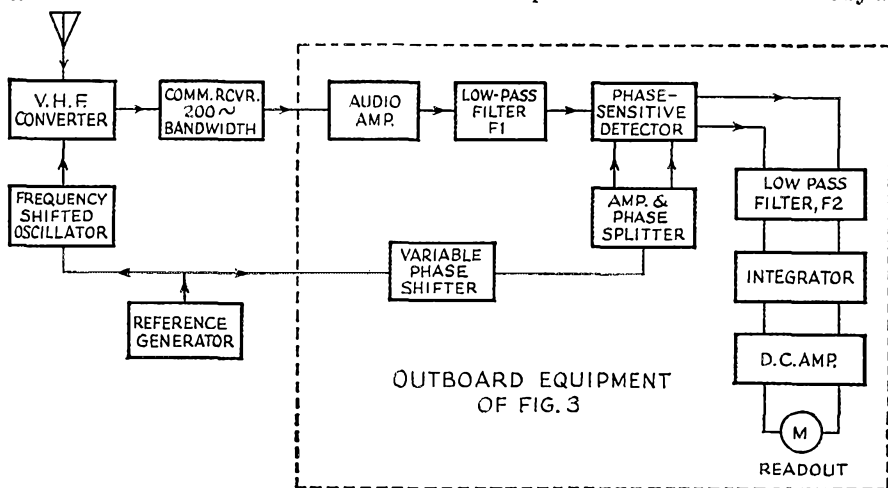 V.H.F.
CONVERTER
COMM. RCVR.
200~
BANDWIDTH
AUDIO
AMP.
LOW-PASS
FILTER
F1
PHASE-
SENSITIVE
DETECTOR
FREQUENCY
SHIFTED
OSCILLATOR
AMP. &
PHASE
SPLITTER
LOW PASS
FILTER, F2
VARIABLE
PHASE
SHIFTER
INTEGRATOR
REFERENCE
GENERATOR
D.C. AMP.
OUTBOARD EQUIPMENT
OF FIG. 3
M
READOUT